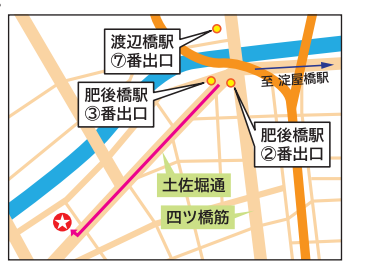 渡辺橋駅
⑦番出口
至 淀屋橋駅
肥後橋駅
③番出口
肥後橋駅
②番出口
土佐堀通
四ツ橋筋